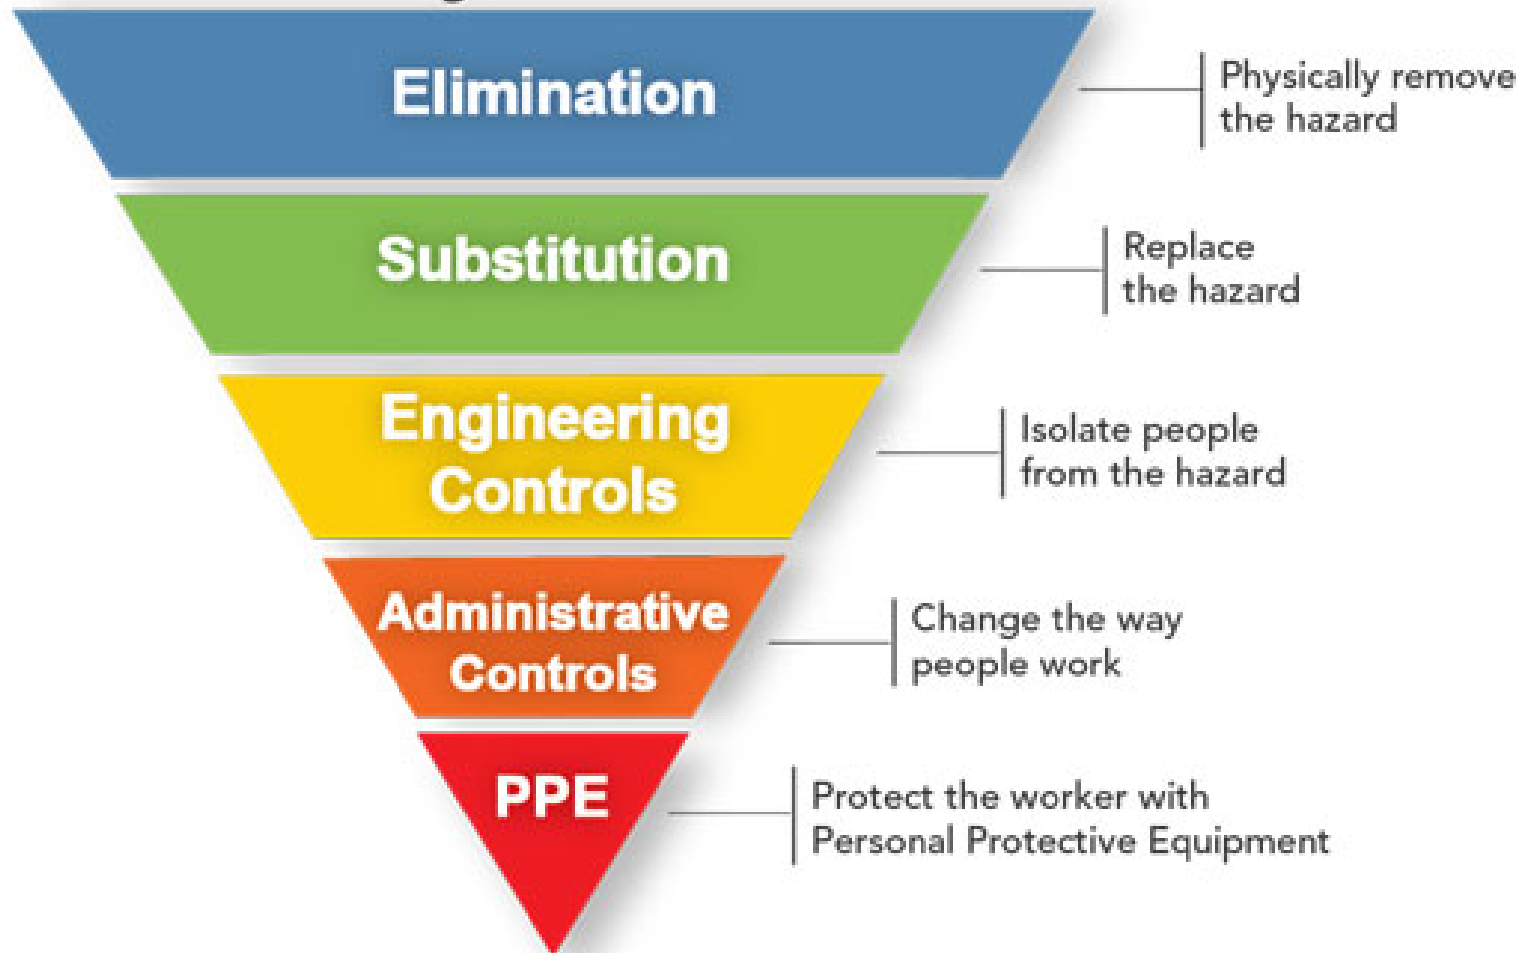 Elimination
Physically remove
the hazard
Substitution
Replace
the hazard
Engineering
Controls
Isolate people
from the hazard
Administrative
Controls
Change the way
people work
PPE
Protect the worker with
Personal Protective Equipment